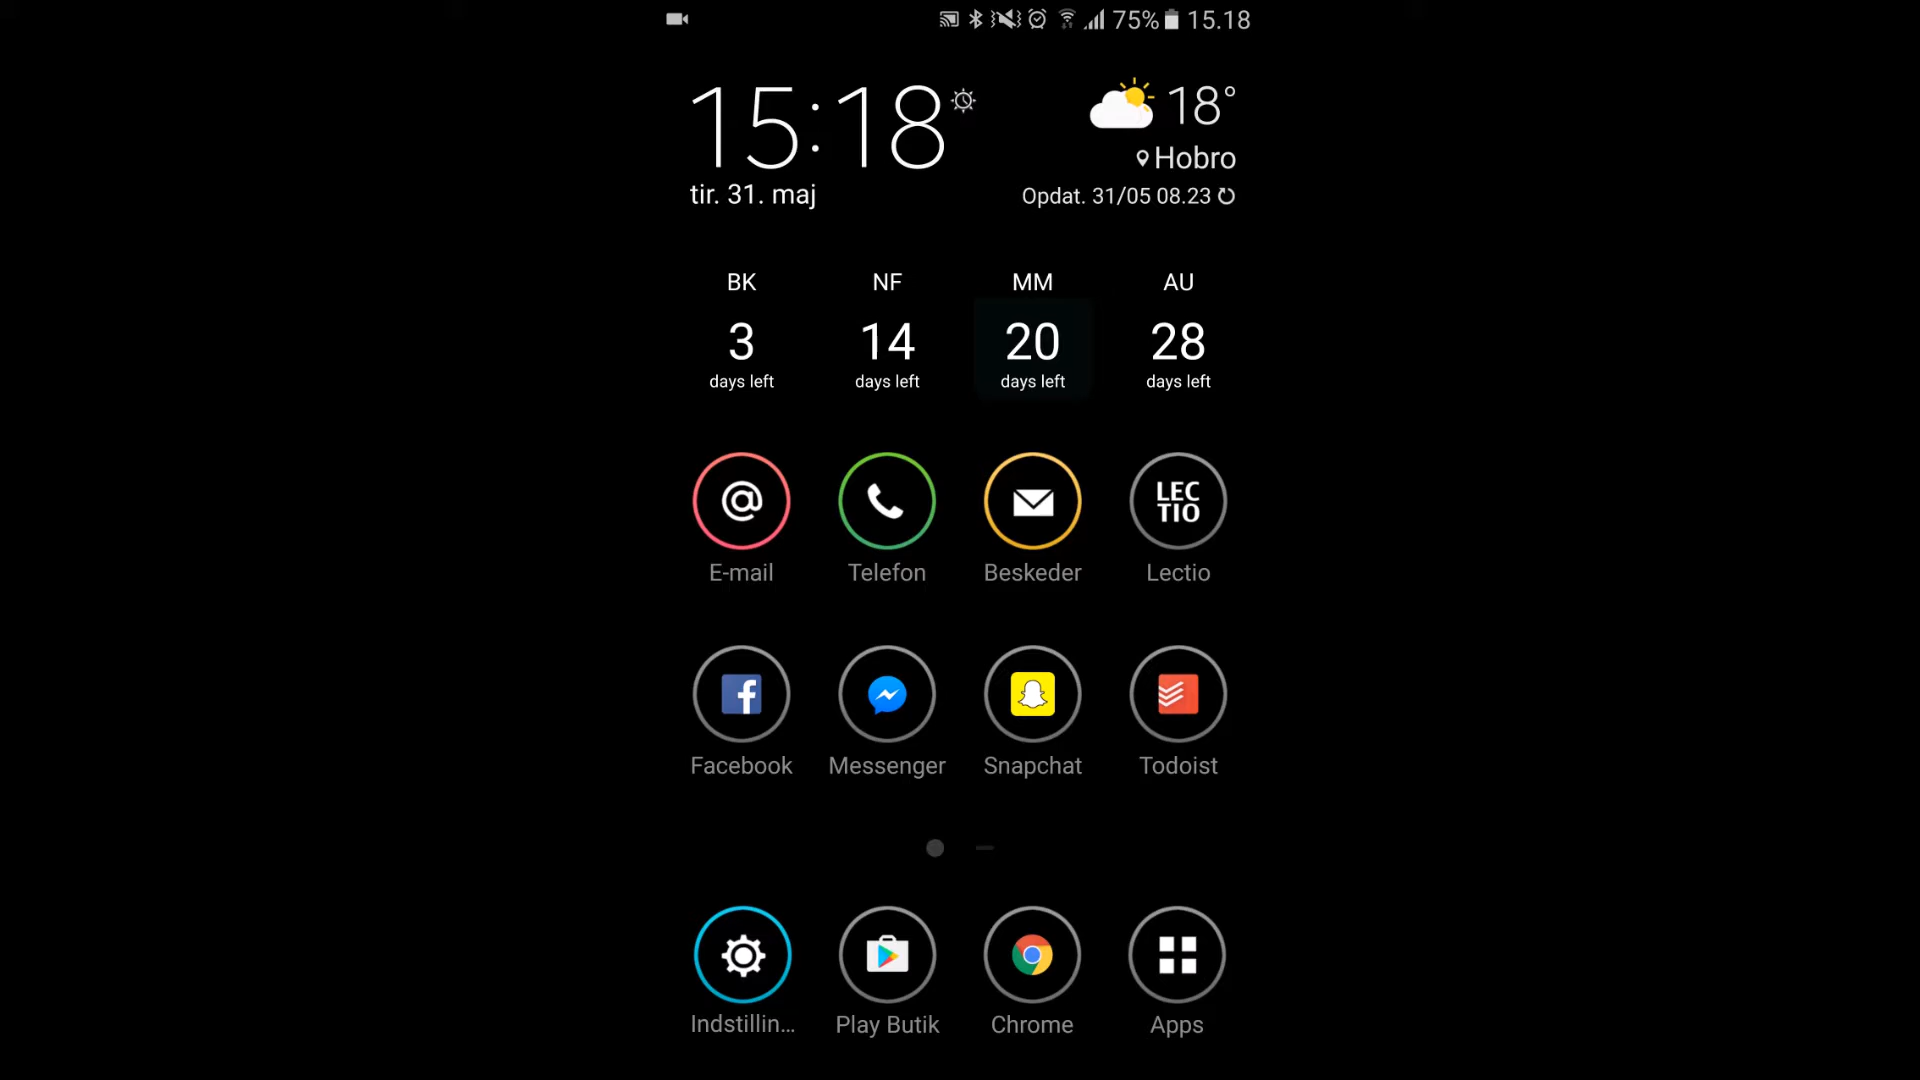 75% 15.18
15:18
18°
Hobro
tir. 31. maj
Opdat. 31/05 08.23
BK NF MM AU
3 14 20 28
days left days left days left days left
LEC
TIO
E-mail Telefon Beskeder Lectio
Facebook Messenger Snapchat Todoist
Indstillin... Play Butik Chrome Apps